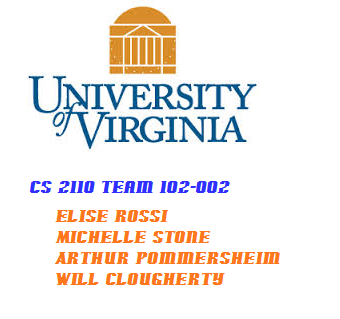 UNIVERSITY
of VIRGINIA
CS 2110 TEAM 102-002
ELISE ROSSI
MICHELLE STONE
ARTHUR POMMERSHEIM
WILL CLOUGHERTY